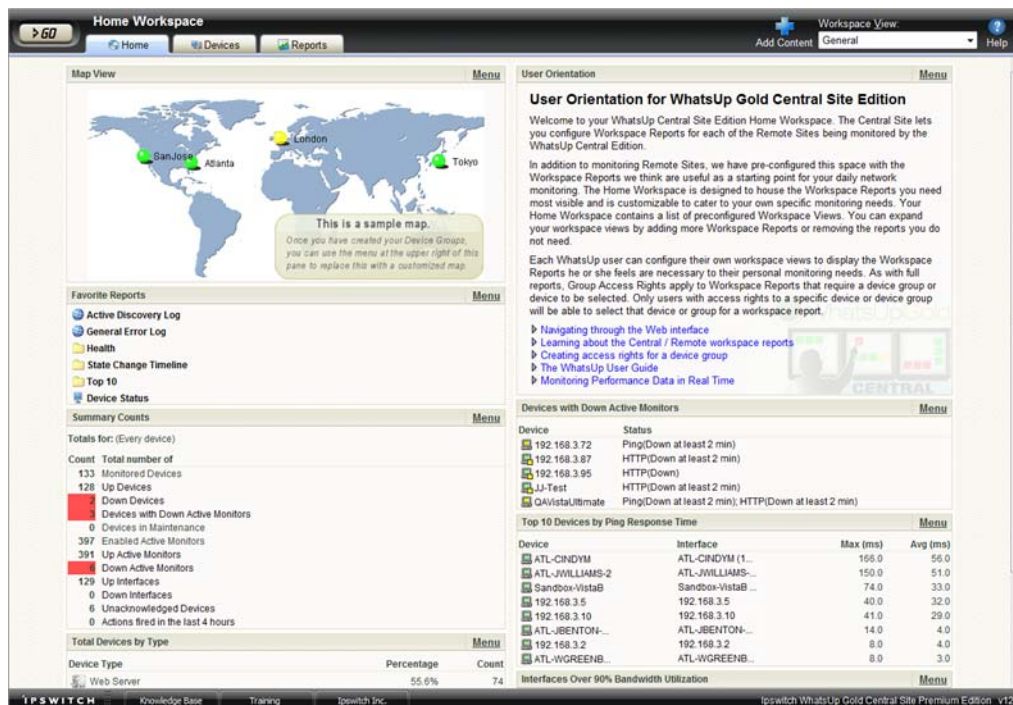 GO
Home Workspace
Home
Devices
Reports
Add Content
Workspace View:
General
Help
Map View
Menu
SanJose
Atlanta
London
Tokyo
This is a sample map.
Once you have created your Device Groups,
you can use the menu at the upper right of this
pane to replace this with a customized map.
Favorite Reports
Menu
Active Discovery Log
General Error Log
Health
State Change Timeline
Top 10
Device Status
Summary Counts
Menu
Totals for: (Every device)
Count Total number of
133 Monitored Devices
128 Up Devices
2 Down Devices
3 Devices with Down Active Monitors
0 Devices in Maintenance
397 Enabled Active Monitors
391 Up Active Monitors
6 Down Active Monitors
129 Up Interfaces
0 Down Interfaces
6 Unacknowledged Devices
0 Actions fired in the last 4 hours
Total Devices by Type
Menu
Device Type Percentage Count
Web Server 55.6% 74
User Orientation
Menu
User Orientation for WhatsUp Gold Central Site Edition
Welcome to your WhatsUp Central Site Edition Home Workspace. The Central Site lets
you configure Workspace Reports for each of the Remote Sites being monitored by the
WhatsUp Central Edition.
In addition to monitoring Remote Sites, we have pre-configured this space with the
Workspace Reports we think are useful as a starting point for your daily network
monitoring. The Home Workspace is designed to house the Workspace Reports you need
most visible and is customizable to cater to your own specific monitoring needs. Your
Home Workspace contains a list of preconfigured Workspace Views. You can expand
your workspace views by adding more Workspace Reports or removing the reports you do
not need.
Each WhatsUp user can configure their own workspace views to display the Workspace
Reports he or she feels are necessary to their personal monitoring needs. As with full
reports, Group Access Rights apply to Workspace Reports that require a device group or
device to be selected. Only users with access rights to a specific device or device group
will be able to select that device or group for a workspace report.
Navigating through the Web interface
Learning about the Central / Remote workspace reports
Creating access rights for a device group
The WhatsUp User Guide
Monitoring Performance Data in Real Time
WhatsUpGold
CENTRAL
Devices with Down Active Monitors
Menu
Device Status
192.168.3.72 Ping(Down at least 2 min)
192.168.3.87 HTTP(Down at least 2 min)
192.168.3.95 HTTP(Down)
JJ-Test HTTP(Down at least 2 min)
QAVistaUltimate Ping(Down at least 2 min); HTTP(Down at least 2 min)
Top 10 Devices by Ping Response Time
Menu
Device Interface Max (ms) Avg (ms)
ATL-CINDYM ATL-CINDYM (1... 166.0 56.0
ATL-JWILLIAMS-2 ATL-JWILLIAMS-... 150.0 51.0
Sandbox-VistaB Sandbox-VistaB ... 74.0 33.0
192.168.3.5 192.168.3.5 40.0 32.0
192.168.3.10 192.168.3.10 41.0 29.0
ATL-JBENTON-... ATL-JBENTON-... 14.0 4.0
192.168.3.2 192.168.3.2 8.0 4.0
ATL-WGREENB... ATL-WGREENB... 8.0 3.0
Interfaces Over 90% Bandwidth Utilization
Menu
IPSWITCH
Knowledge Base
Training
Ipswitch Inc.
Ipswitch WhatsUp Gold Central Site Premium Edition v12